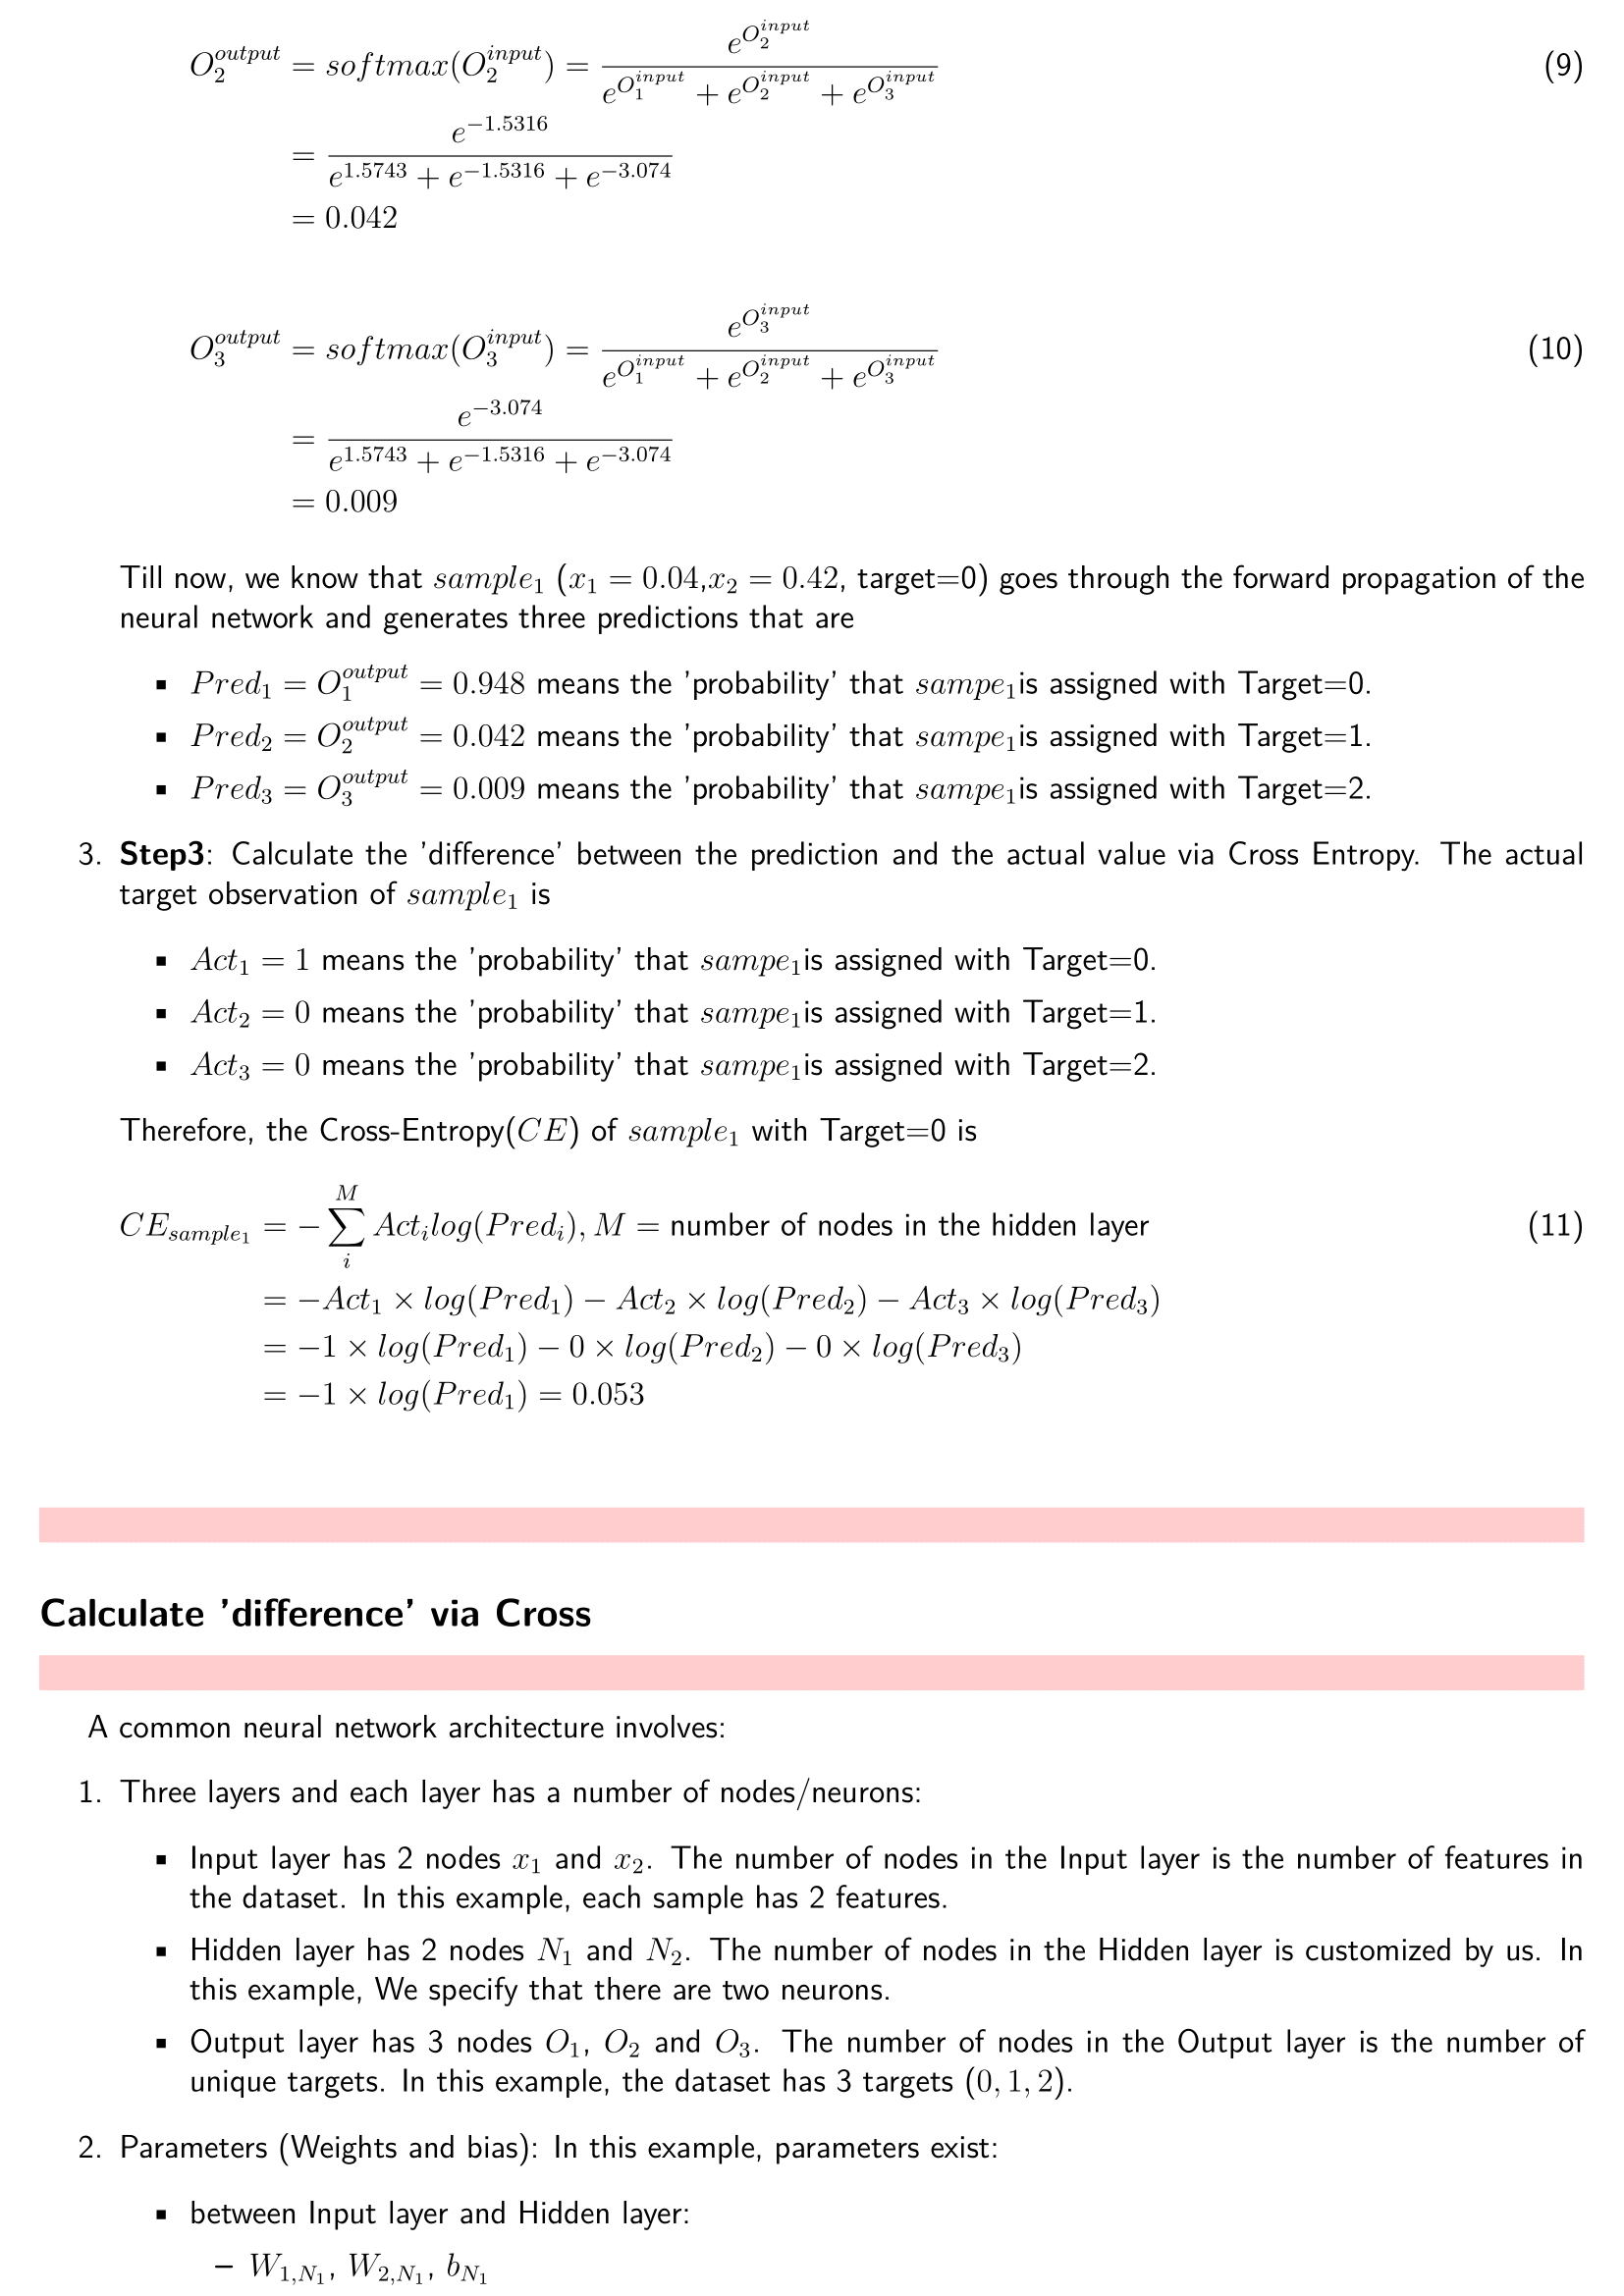 $O_2^{output} = softmax(O_2^{input}) = \frac{e^{O_2^{input}}}{e^{O_1^{input}} + e^{O_2^{input}} + e^{O_3^{input}}}$ (9)
$= \frac{e^{-1.5316}}{e^{1.5743} + e^{-1.5316} + e^{-3.074}}$
$= 0.042$
$O_3^{output} = softmax(O_3^{input}) = \frac{e^{O_3^{input}}}{e^{O_1^{input}} + e^{O_2^{input}} + e^{O_3^{input}}}$ (10)
$= \frac{e^{-3.074}}{e^{1.5743} + e^{-1.5316} + e^{-3.074}}$
$= 0.009$
Till now, we know that $sample_1$ ($x_1 = 0.04$,$x_2 = 0.42$, target=0) goes through the forward propagation of the
neural network and generates three predictions that are
▪ $Pred_1 = O_1^{output} = 0.948$ means the 'probability' that $sampe_1$is assigned with Target=0.
▪ $Pred_2 = O_2^{output} = 0.042$ means the 'probability' that $sampe_1$is assigned with Target=1.
▪ $Pred_3 = O_3^{output} = 0.009$ means the 'probability' that $sampe_1$is assigned with Target=2.
3. Step3: Calculate the 'difference' between the prediction and the actual value via Cross Entropy. The actual
target observation of $sample_1$ is
▪ $Act_1 = 1$ means the 'probability' that $sampe_1$is assigned with Target=0.
▪ $Act_2 = 0$ means the 'probability' that $sampe_1$is assigned with Target=1.
▪ $Act_3 = 0$ means the 'probability' that $sampe_1$is assigned with Target=2.
Therefore, the Cross-Entropy($CE$) of $sample_1$ with Target=0 is
$CE_{sample_1} = -\sum_i^M Act_i log(Pred_i), M =$ number of nodes in the hidden layer (11)
$= -Act_1 \times log(Pred_1) - Act_2 \times log(Pred_2) - Act_3 \times log(Pred_3)$
$= -1 \times log(Pred_1) - 0 \times log(Pred_2) - 0 \times log(Pred_3)$
$= -1 \times log(Pred_1) = 0.053$
Calculate 'difference' via Cross
A common neural network architecture involves:
1. Three layers and each layer has a number of nodes/neurons:
▪ Input layer has 2 nodes $x_1$ and $x_2$. The number of nodes in the Input layer is the number of features in
the dataset. In this example, each sample has 2 features.
▪ Hidden layer has 2 nodes $N_1$ and $N_2$. The number of nodes in the Hidden layer is customized by us. In
this example, We specify that there are two neurons.
▪ Output layer has 3 nodes $O_1$, $O_2$ and $O_3$. The number of nodes in the Output layer is the number of
unique targets. In this example, the dataset has 3 targets ($0, 1, 2$).
2. Parameters (Weights and bias): In this example, parameters exist:
▪ between Input layer and Hidden layer:
– $W_{1,N_1}$, $W_{2,N_1}$, $b_{N_1}$